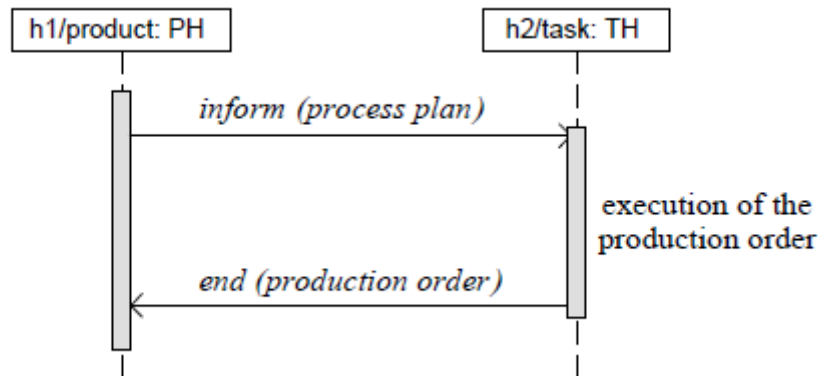 h1/product: PH
h2/task: TH
inform (process plan)
execution of the
production order
end (production order)